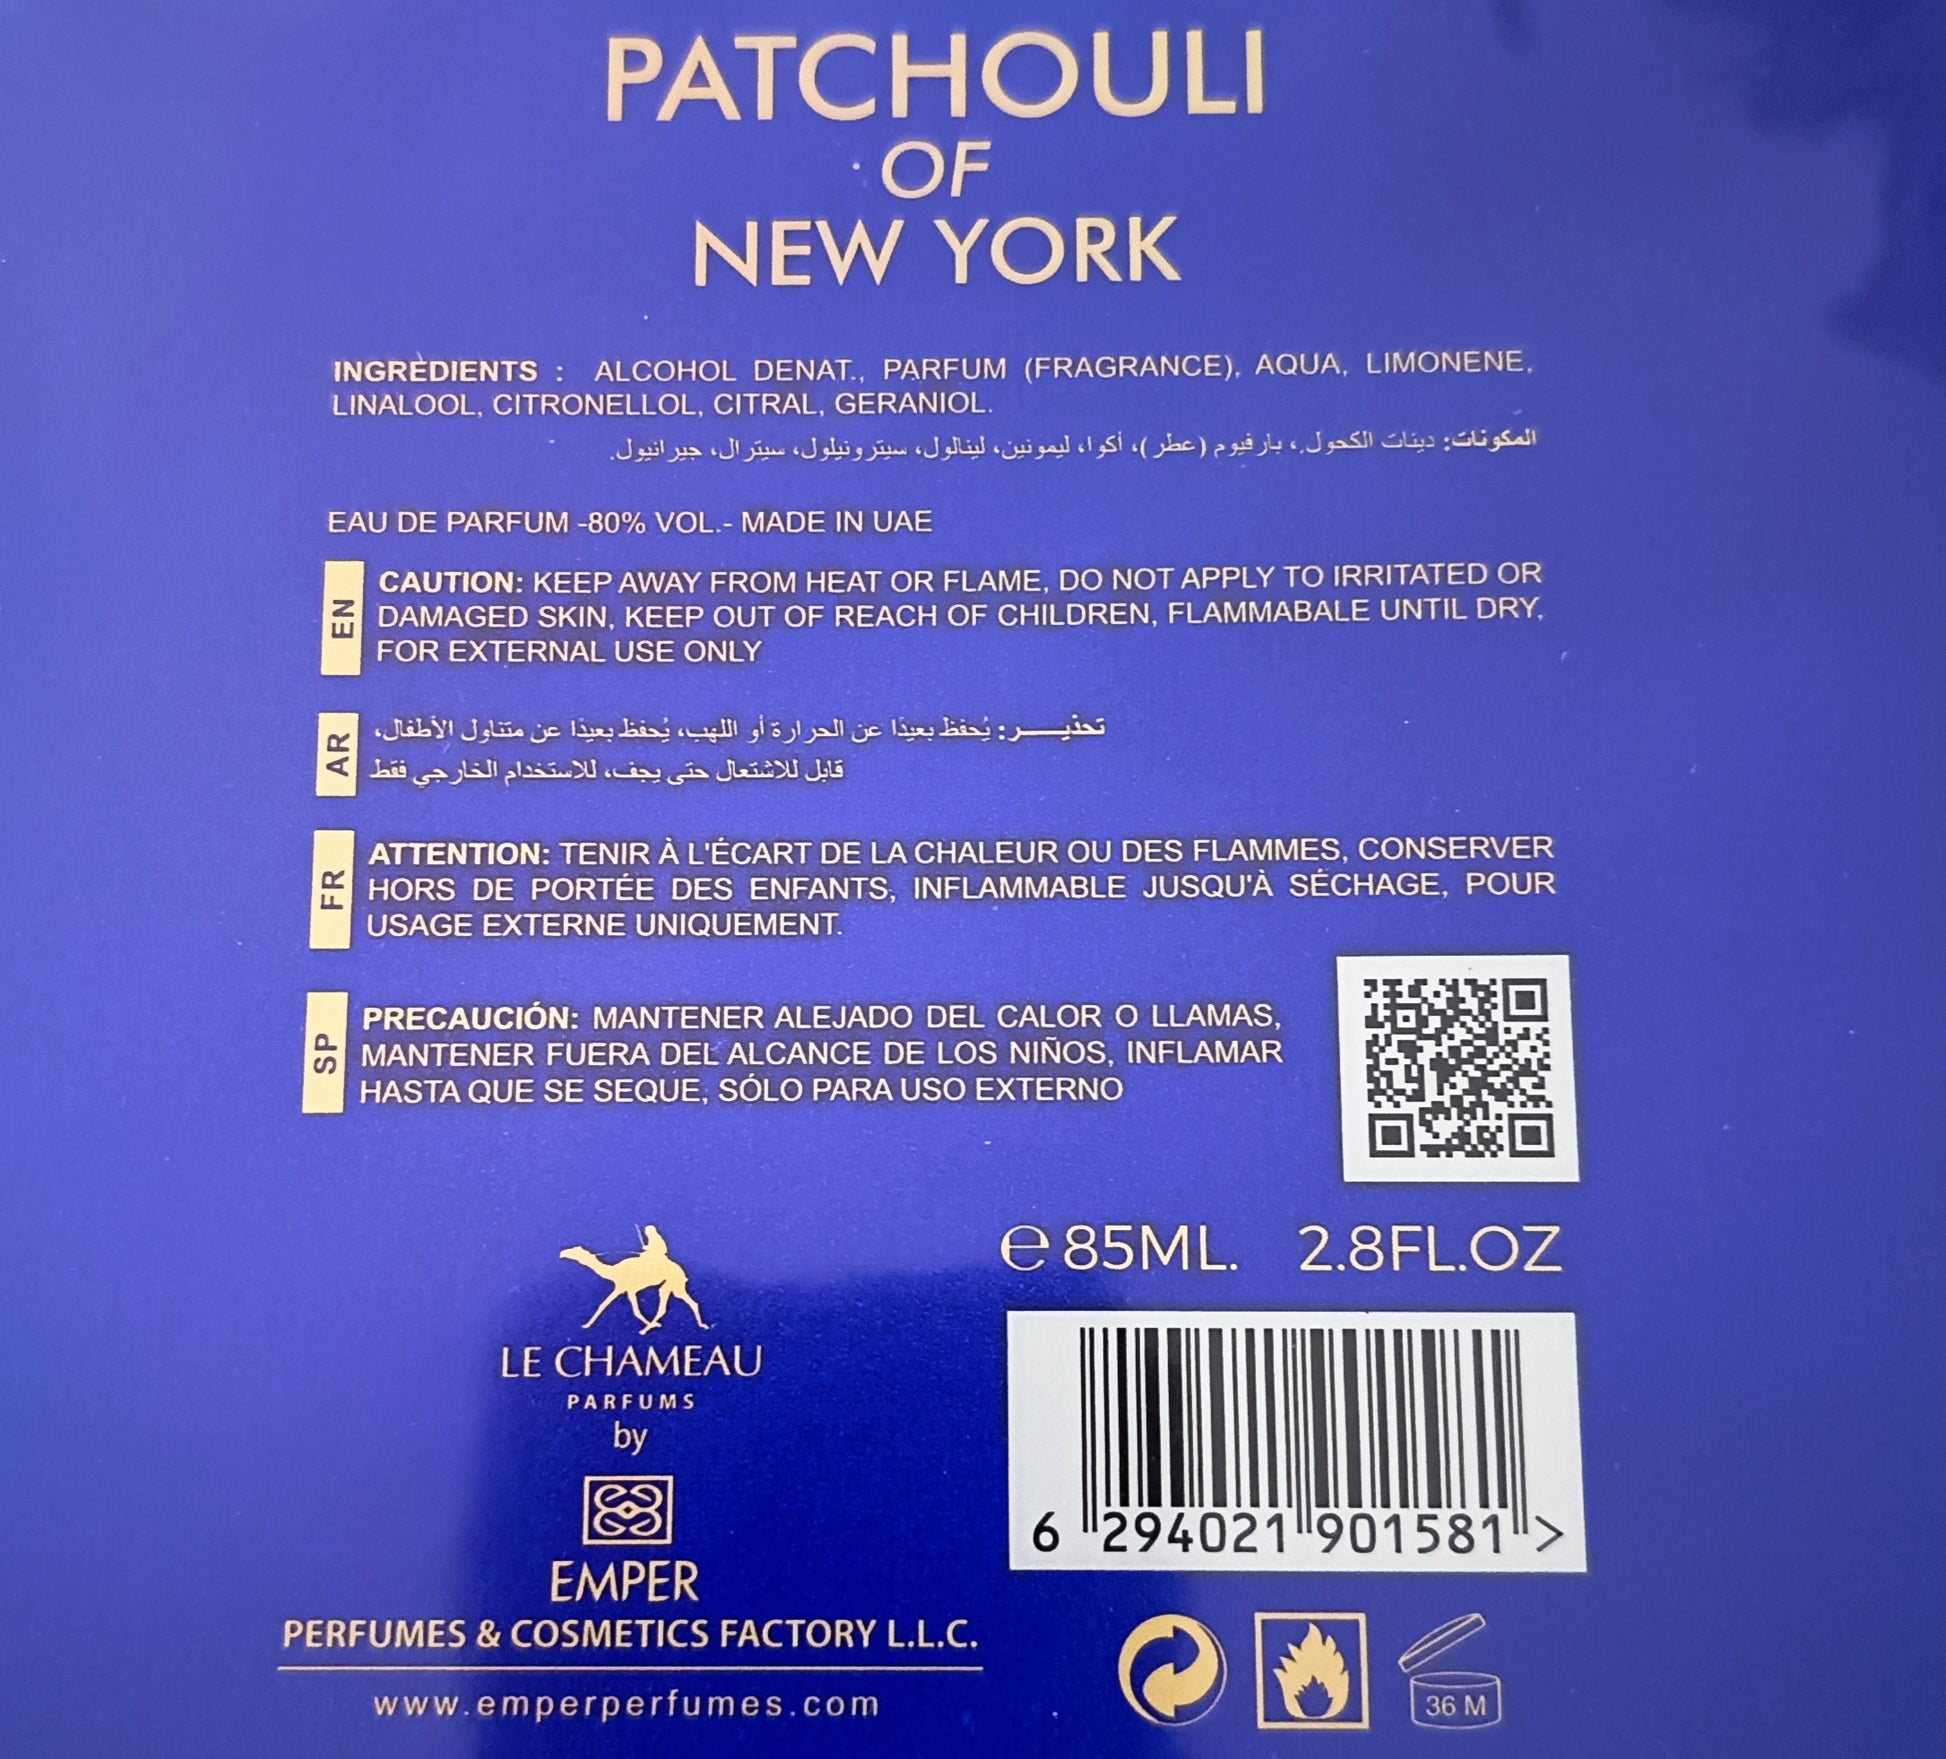 PATCHOULI
OF
NEW YORK
INGREDIENTS : ALCOHOL DENAT., PARFUM (FRAGRANCE), AQUA, LIMONENE,
LINALOOL, CITRONELLOL, CITRAL, GERANIOL.
المكونات: دينات الكحول.، بارفيوم (عطر)، أكوا، ليمونين، لينالول، سيترونيلول، سيترال، جيرانيول.
EAU DE PARFUM -80% VOL.- MADE IN UAE
EN
CAUTION: KEEP AWAY FROM HEAT OR FLAME, DO NOT APPLY TO IRRITATED OR
DAMAGED SKIN, KEEP OUT OF REACH OF CHILDREN, FLAMMABALE UNTIL DRY,
FOR EXTERNAL USE ONLY
AR
تحذيـــر: يُحفظ بعيدًا عن الحرارة أو اللهب، يُحفظ بعيدًا عن متناول الأطفال،
قابل للاشتعال حتى يجف، للاستخدام الخارجي فقط
FR
ATTENTION: TENIR À L'ÉCART DE LA CHALEUR OU DES FLAMMES, CONSERVER
HORS DE PORTÉE DES ENFANTS, INFLAMMABLE JUSQU'À SÉCHAGE, POUR
USAGE EXTERNE UNIQUEMENT.
SP
PRECAUCIÓN: MANTENER ALEJADO DEL CALOR O LLAMAS,
MANTENER FUERA DEL ALCANCE DE LOS NIÑOS, INFLAMAR
HASTA QUE SE SEQUE, SÓLO PARA USO EXTERNO
℮ 85ML. 2.8FL.OZ
LE CHAMEAU
PARFUMS
by
EMPER
PERFUMES & COSMETICS FACTORY L.L.C.
www.emperperfumes.com
6 294021 901581 >
36 M